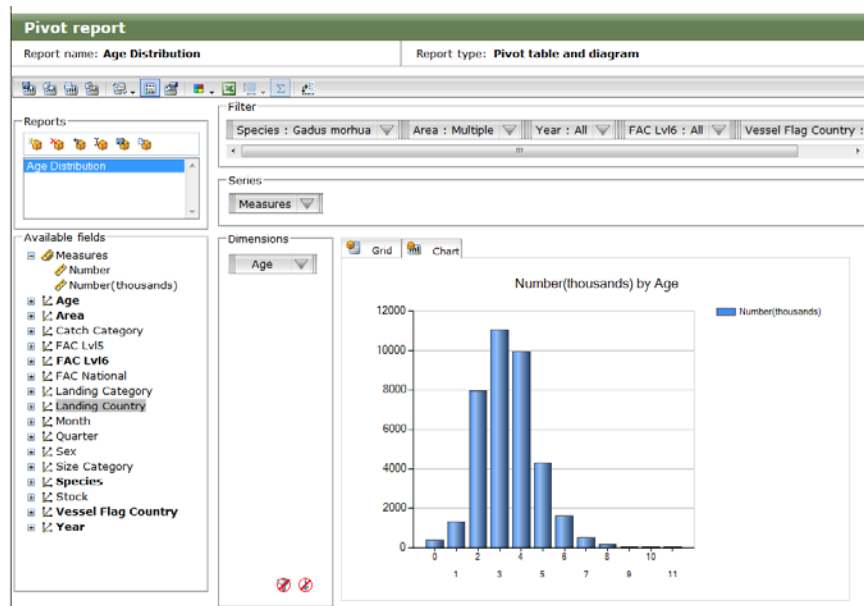 Pivot report
Report name: Age Distribution
Report type: Pivot table and diagram
Reports
Age Distribution
Filter
Species : Gadus morhua
Area : Multiple
Year : All
FAC Lvl6 : All
Vessel Flag Country :
Series
Measures
Available fields
Measures
Number
Number(thousands)
Age
Area
Catch Category
FAC Lvl5
FAC Lvl6
FAC National
Landing Category
Landing Country
Month
Quarter
Sex
Size Category
Species
Stock
Vessel Flag Country
Year
Dimensions
Age
Grid
Chart
Number(thousands) by Age
Number(thousands)
12000
10000
8000
6000
4000
2000
0
0 2 4 6 8 10
1 3 5 7 9 11